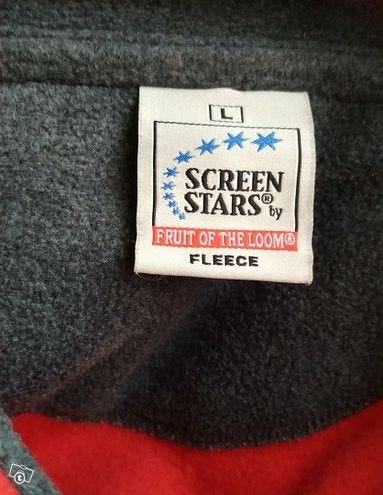 L
SCREEN
STARS® by
FRUIT OF THE LOOM®
FLEECE